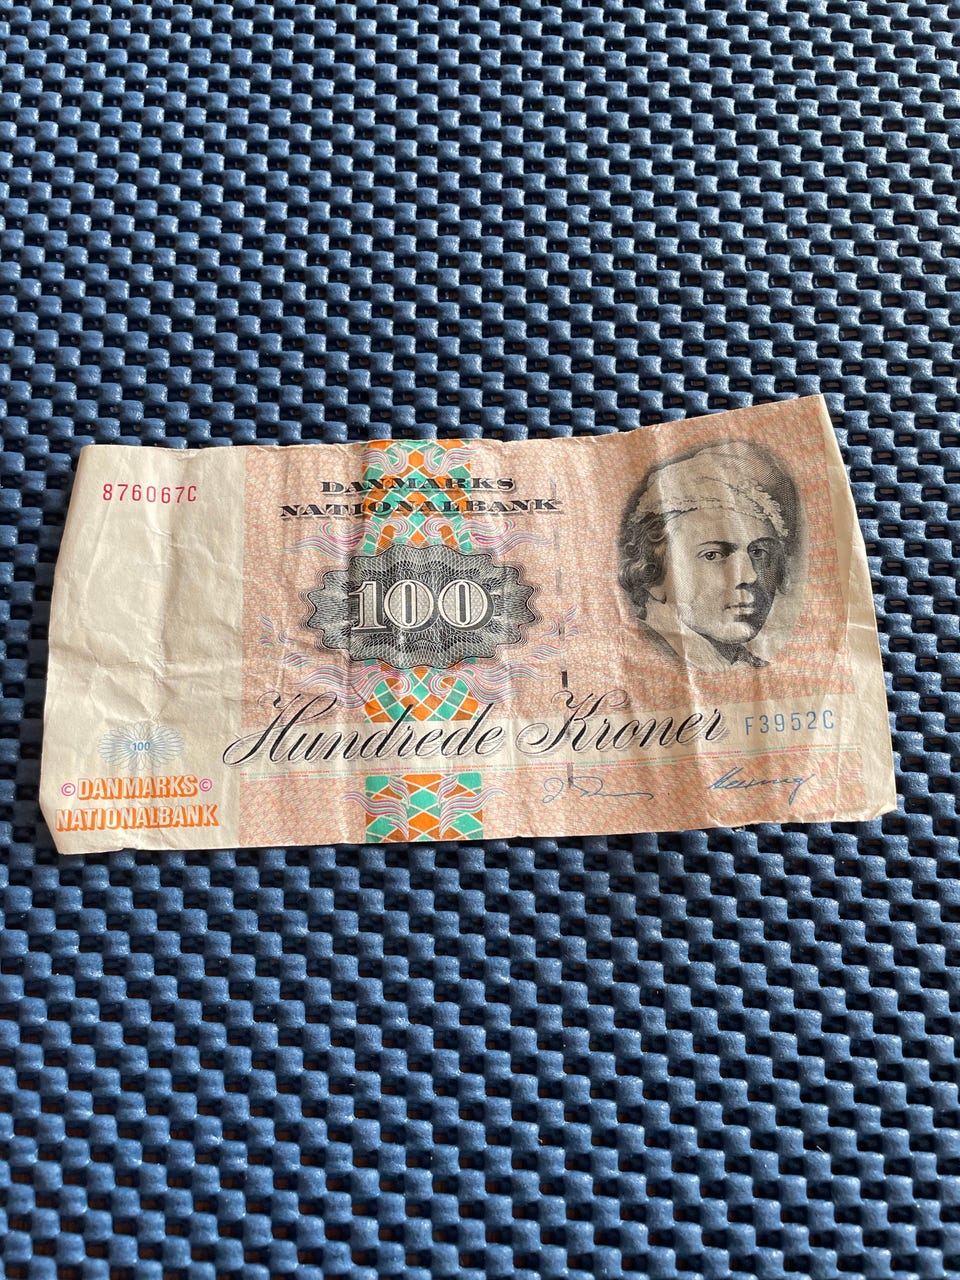 876067C
DANMARKS
NATIONALBANK
100
Hundrede Kroner
F3952C
100
© DANMARKS ©
NATIONALBANK